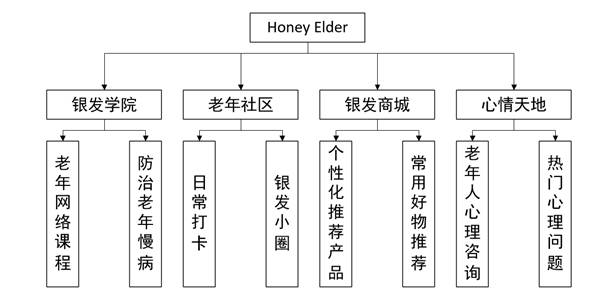 Honey Elder
银发学院
老年社区
银发商城
心情天地
老年网络课程
防治老年慢病
日常打卡
银发小圈
个性化推荐产品
常用好物推荐
老年人心理咨询
热门心理问题